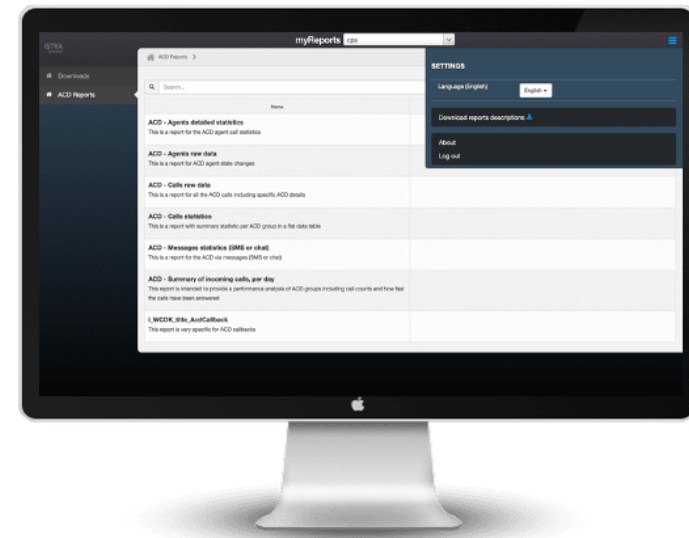 ISTRA
myReports cps
ACD Reports >
Downloads
ACD Reports
Search...
Name
ACD - Agents detailed statistics
This is a report for the ACD agent call statistics
ACD - Agents raw data
This is a report for ACD agent state changes
ACD - Calls raw data
This is a report for all the ACD calls including specific ACD details
ACD - Calls statistics
This is a report with summary statistic per ACD group in a flat data table
ACD - Messages statistics (SMS or chat)
This is a report for the ACD via messages (SMS or chat)
ACD - Summary of incoming calls, per day
This report is intended to provide a performance analysis of ACD groups including call counts and how fast
the calls have been answered
This report is very specific for ACD callbacks
SETTINGS
Language (English)
English
Download reports descriptions
About
Log out